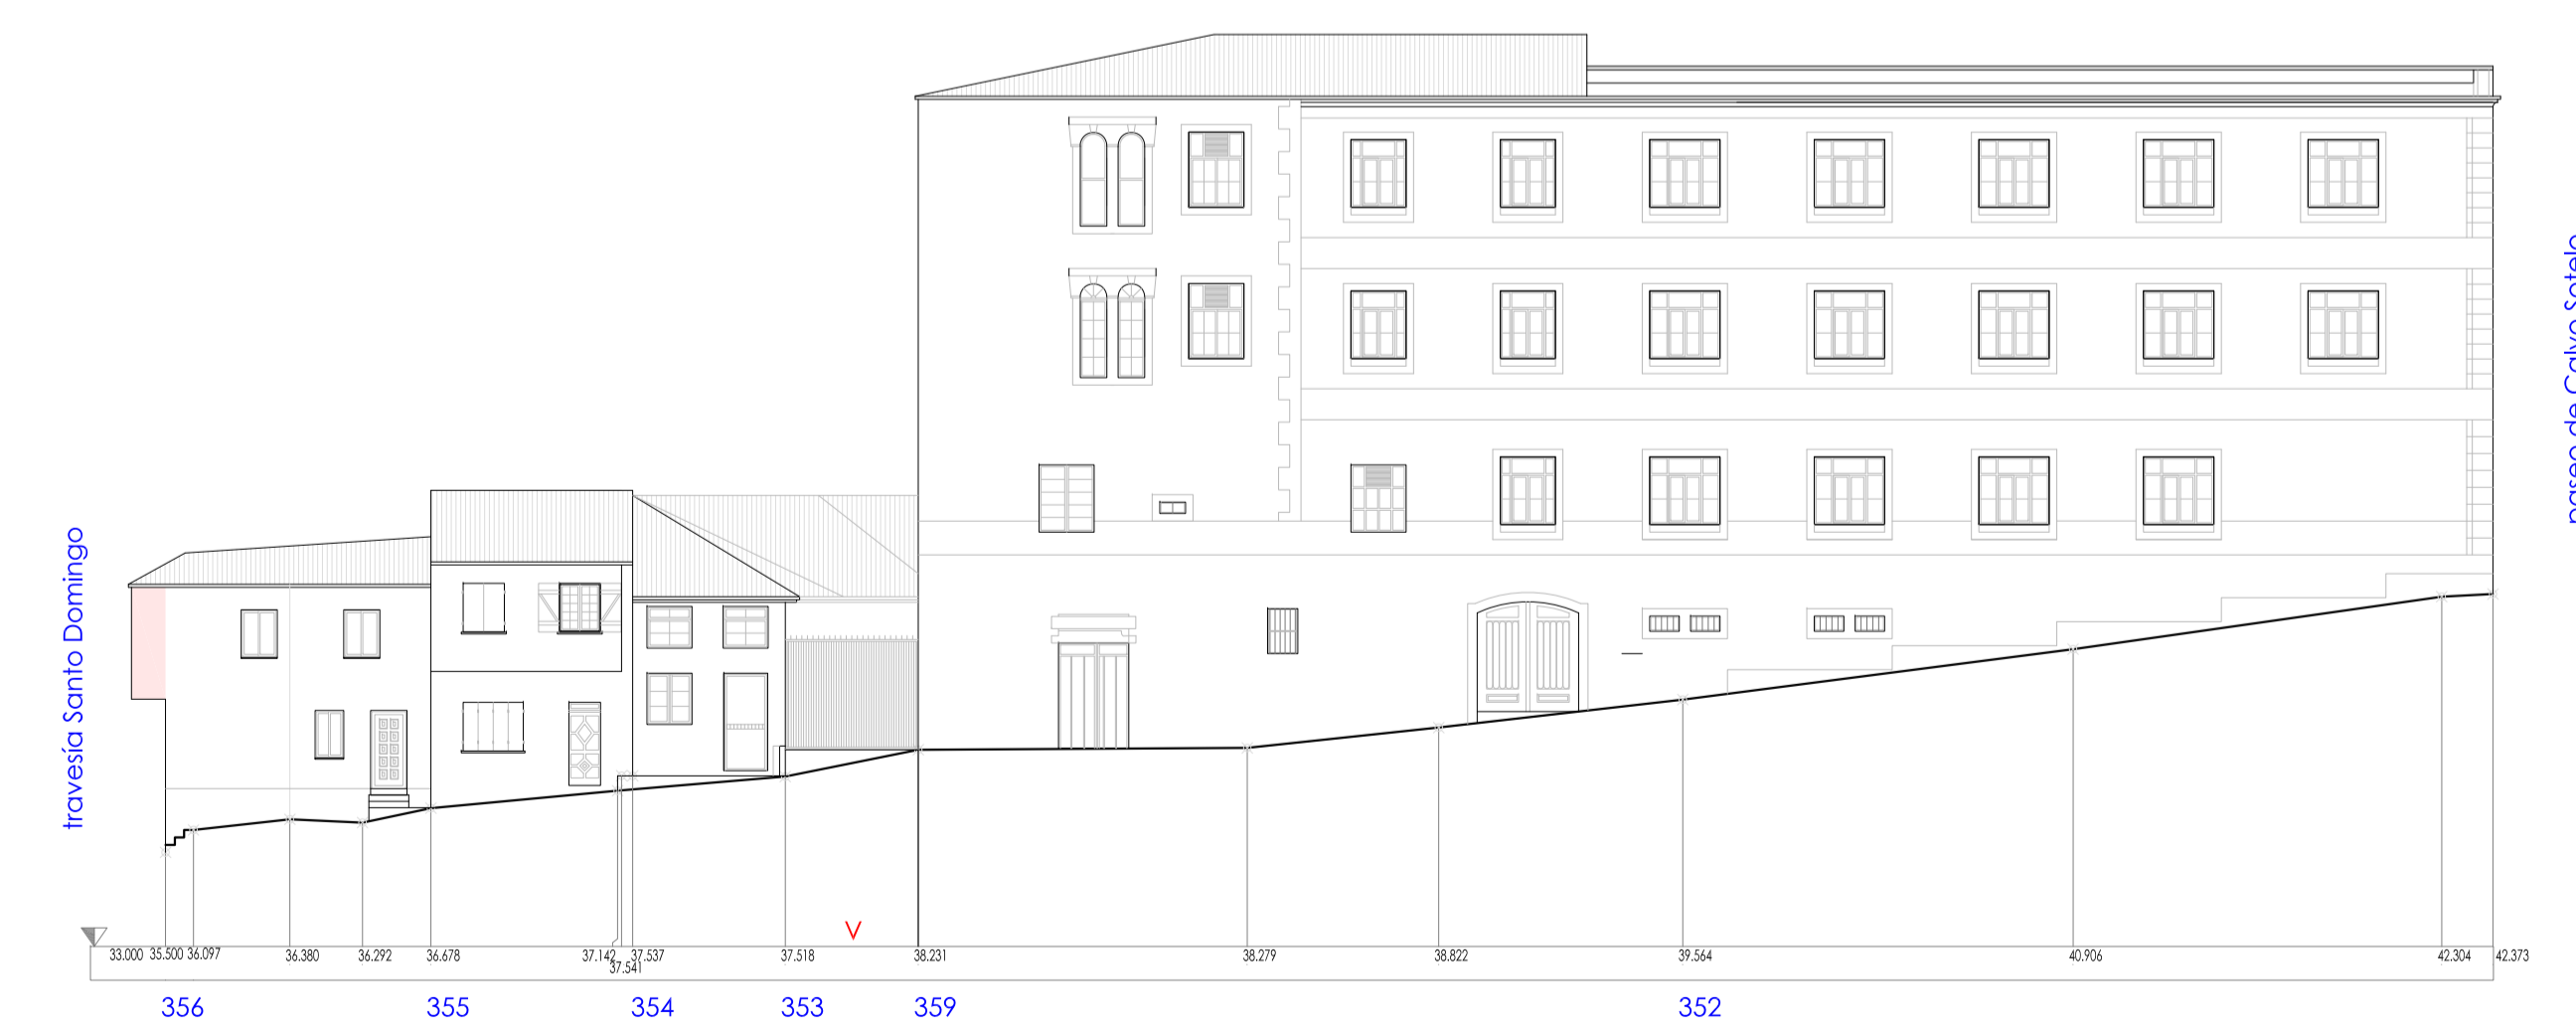 travesía Santo Domingo
paseo de Calvo Sotelo
V
33.000 35.500 36.097 36.380 36.292 36.678 37.142 37.537 37.518 38.231 38.279 38.822 39.564 40.906 42.304 42.373
37.541
356 355 354 353 359 352